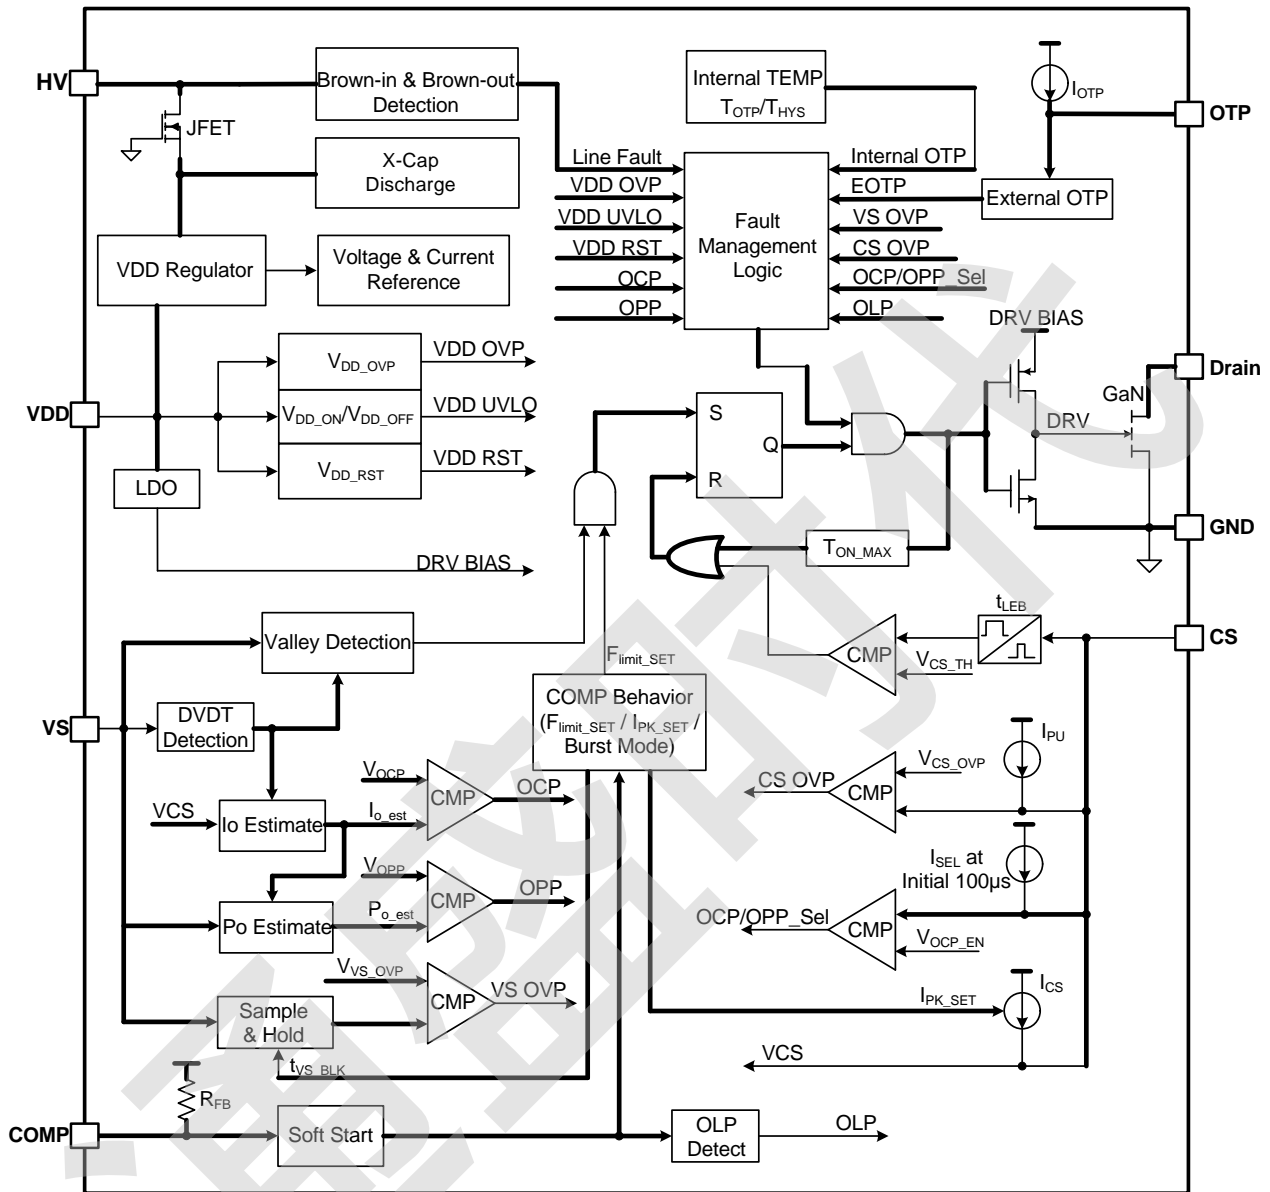 HV
Brown-in & Brown-out
Detection
JFET
X-Cap
Discharge
VDD Regulator
Voltage & Current
Reference
Internal TEMP
TOTP/THYS
IOTP
OTP
External OTP
Line Fault
VDD OVP
VDD UVLO
VDD RST
OCP
OPP
Fault
Management
Logic
Internal OTP
EOTP
VS OVP
CS OVP
OCP/OPP_Sel
OLP
VDD
VDD_OVP
VDD_ON/VDD_OFF
VDD_RST
VDD OVP
VDD UVLO
VDD RST
LDO
DRV BIAS
S
R
Q
DRV BIAS
DRV
GaN
Drain
GND
TON_MAX
tLEB
CS
CMP
VCS_TH
Valley Detection
Flimit_SET
COMP Behavior
(Flimit_SET / IPK_SET /
Burst Mode)
VS
DVDT
Detection
VCS
Io Estimate
VOCP
Io_est
CMP
OCP
Po Estimate
VOPP
Po_est
CMP
OPP
VVS_OVP
CMP
VS OVP
Sample
& Hold
tVS_BLK
CS OVP
CMP
VCS_OVP
IPU
ISEL at
Initial 100μs
OCP/OPP_Sel
CMP
VOCP_EN
IPK_SET
ICS
VCS
RFB
COMP
Soft Start
OLP
Detect
OLP
通盛时代